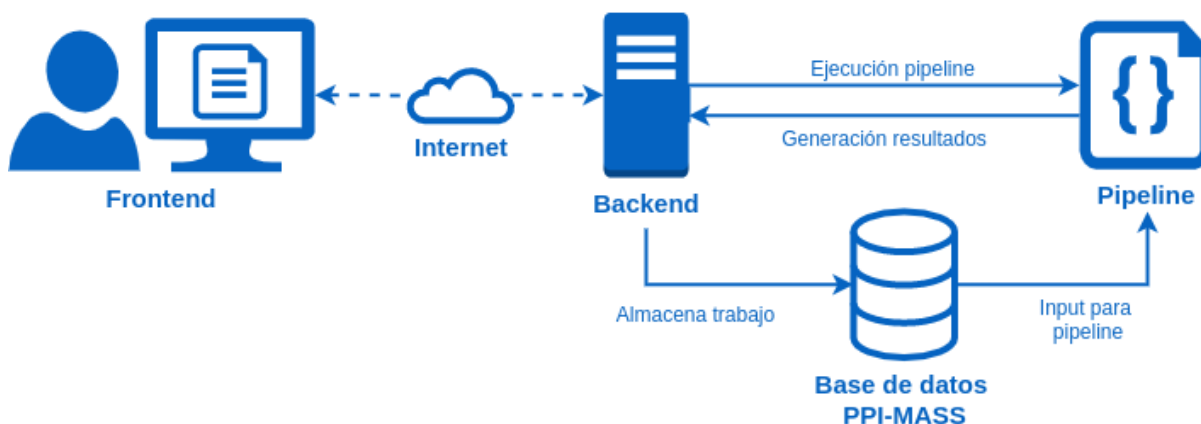 Ejecución pipeline
Generación resultados
Internet
Frontend
Backend
Pipeline
Almacena trabajo
Input para
pipeline
Base de datos
PPI-MASS